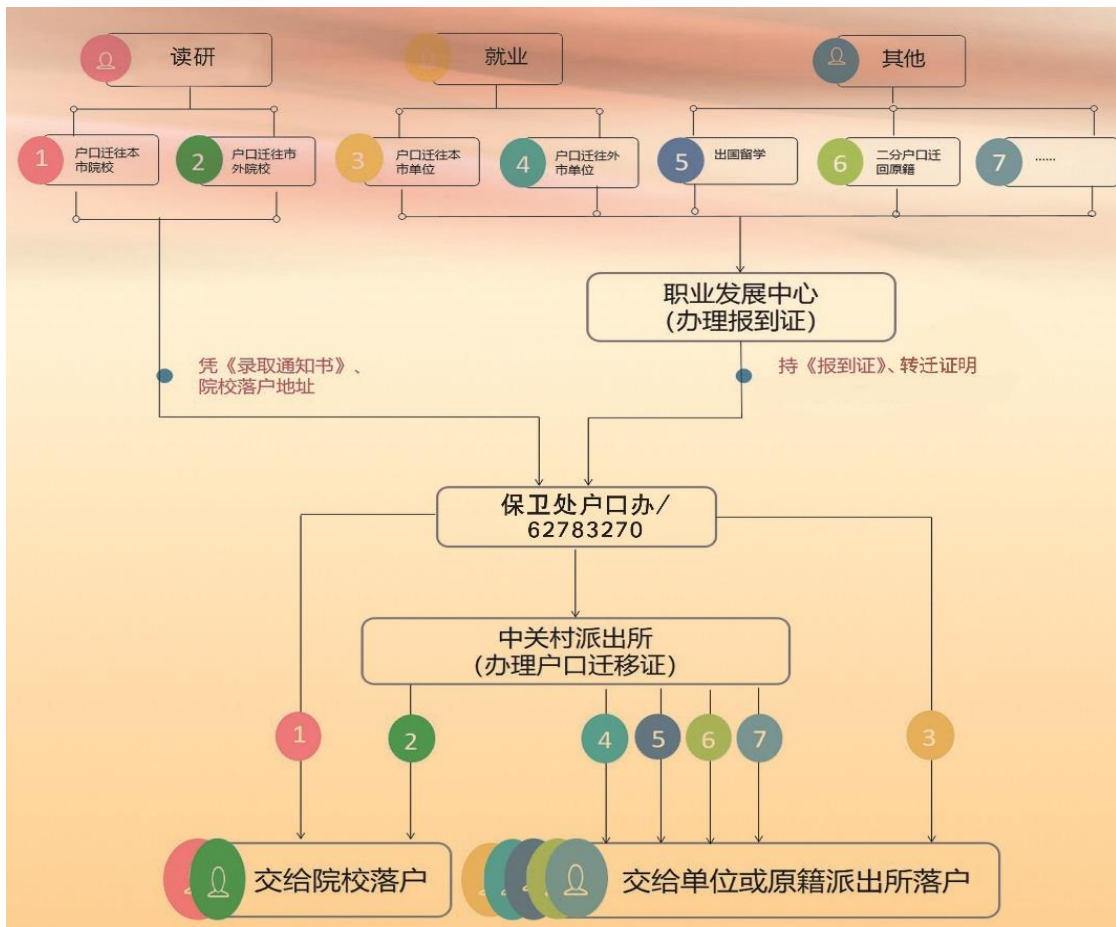 读研
就业
其他
1
户口迁往本
市院校
2
户口迁往市
外院校
3
户口迁往本
市单位
4
户口迁往外
市单位
5
出国留学
6
二分户口迁
回原籍
7
……
职业发展中心
(办理报到证)
凭《录取通知书》、
院校落户地址
持《报到证》、转迁证明
保卫处户口办/
62783270
中关村派出所
(办理户口迁移证)
1
2
4
5
6
7
3
交给院校落户
交给单位或原籍派出所落户